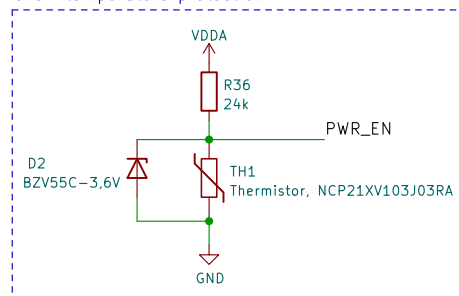 VDDA
R36
24k
PWR_EN
D2
BZV55C-3,6V
TH1
Thermistor, NCP21XV103J03RA
GND